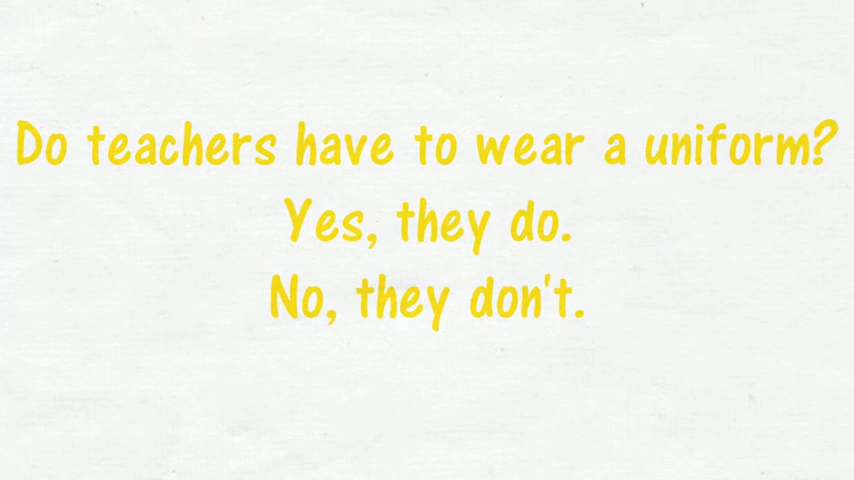 Do teachers have to wear a uniform?
Yes, they do.
No, they don't.